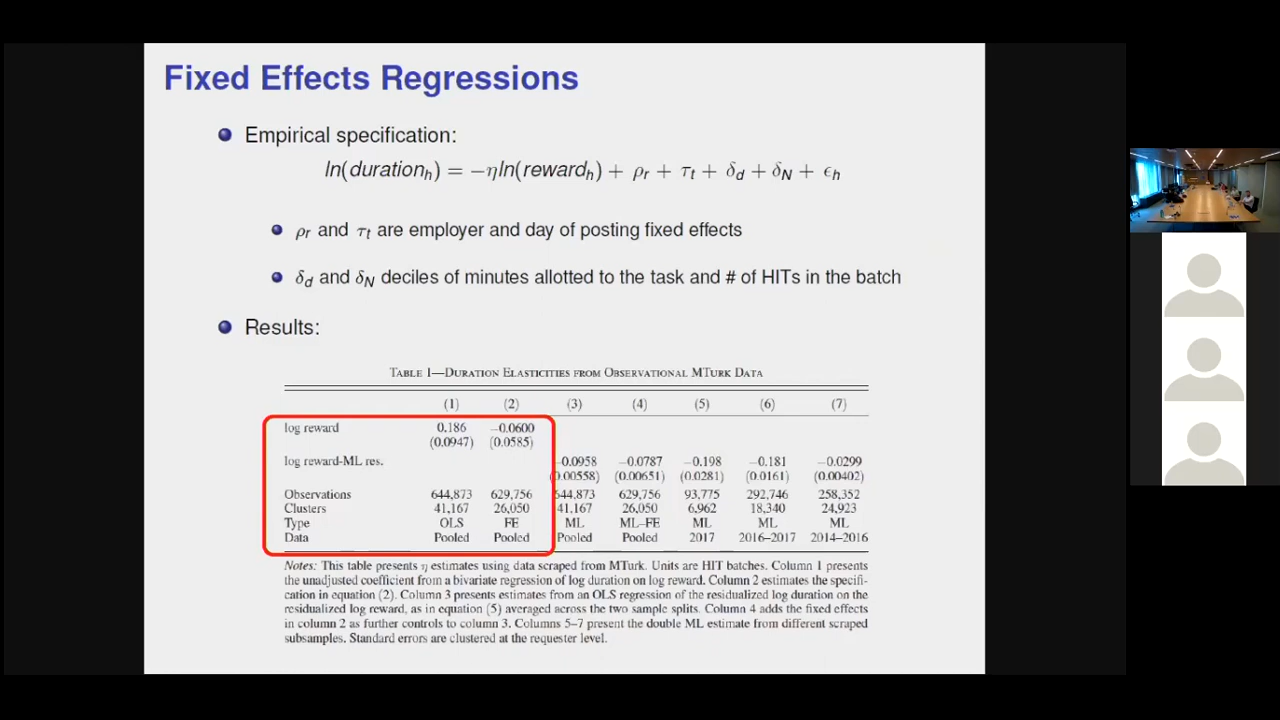 Fixed Effects Regressions
Empirical specification:
ln(duration_h) = −η ln(reward_h) + ρ_r + τ_t + δ_d + δ_N + ϵ_h
ρ_r and τ_t are employer and day of posting fixed effects
δ_d and δ_N deciles of minutes allotted to the task and # of HITs in the batch
Results:
TABLE 1—DURATION ELASTICITIES FROM OBSERVATIONAL MTURK DATA
(1) (2) (3) (4) (5) (6) (7)
log reward 0.186 −0.0600
(0.0947) (0.0585)
log reward-ML res. −0.0958 −0.0787 −0.198 −0.181 −0.0299
(0.00558) (0.00651) (0.0281) (0.0161) (0.00402)
Observations 644,873 629,756 644,873 629,756 93,775 292,746 258,352
Clusters 41,167 26,050 41,167 26,050 6,962 18,340 24,923
Type OLS FE ML ML–FE ML ML ML
Data Pooled Pooled Pooled Pooled 2017 2016–2017 2014–2016
Notes: This table presents η estimates using data scraped from MTurk. Units are HIT batches. Column 1 presents
the unadjusted coefficient from a bivariate regression of log duration on log reward. Column 2 estimates the specifi-
cation in equation (2). Column 3 presents estimates from an OLS regression of the residualized log duration on the
residualized log reward, as in equation (5) averaged across the two sample splits. Column 4 adds the fixed effects
in column 2 as further controls to column 3. Columns 5–7 present the double ML estimate from different scraped
subsamples. Standard errors are clustered at the requester level.